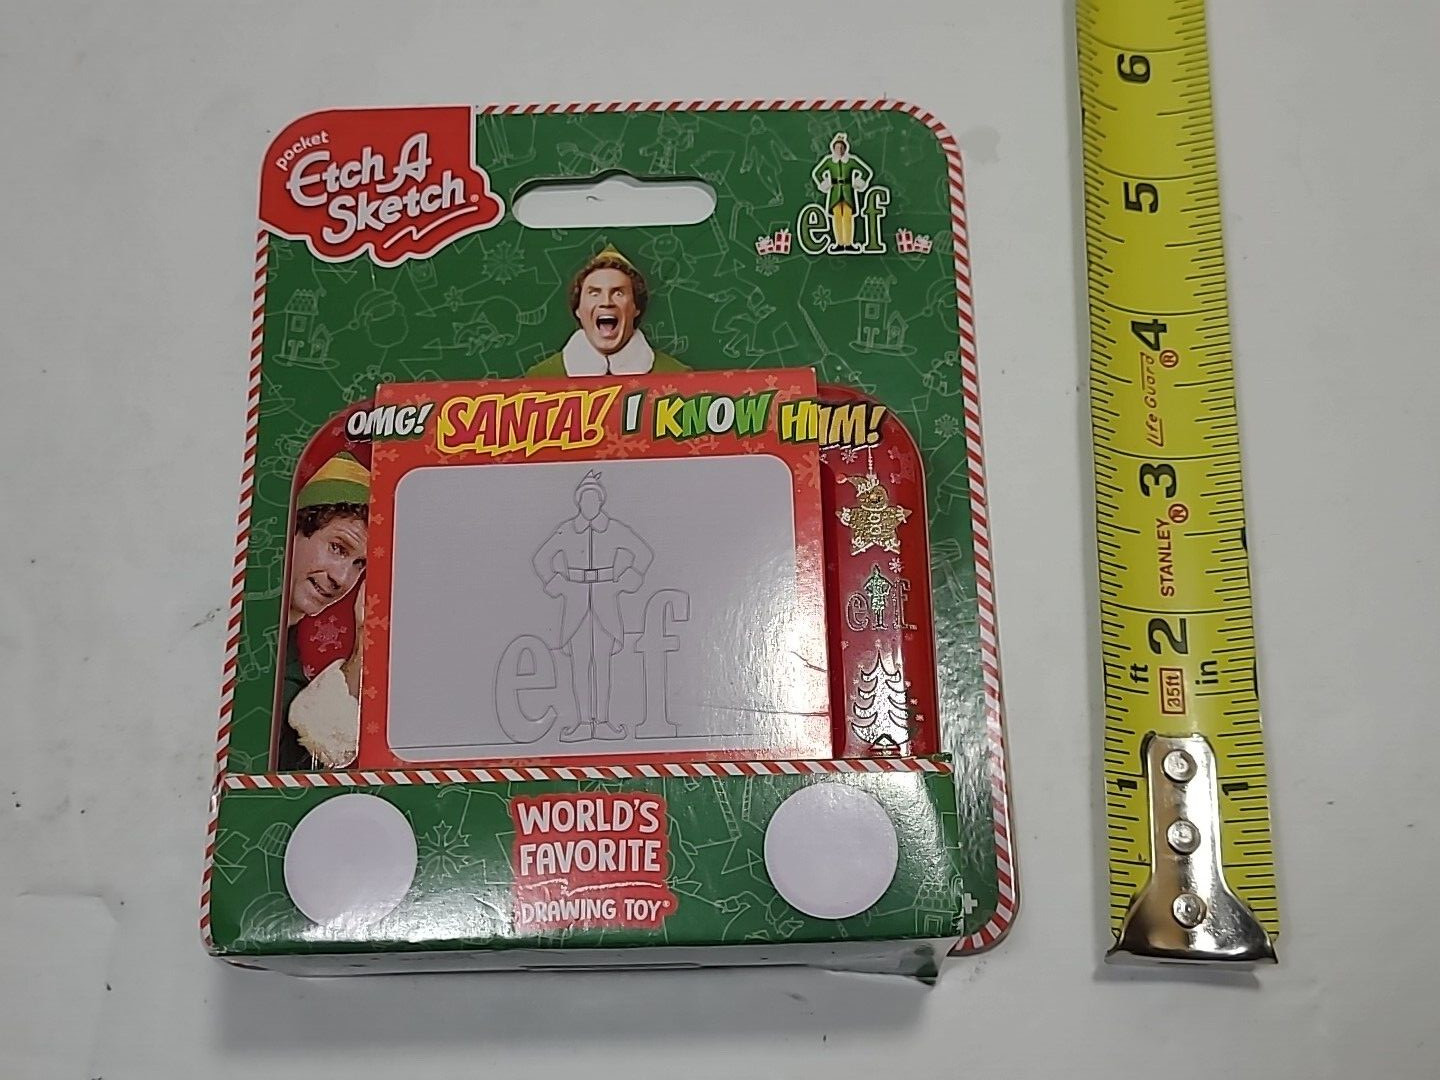 pocket
Etch A
Sketch®
elf
OMG! SANTA! I KNOW HIM!
elf
elf
WORLD'S
FAVORITE
DRAWING TOY®
6
5
4
Life Guard®
3
STANLEY®
2
ft
in
35ft
1
1